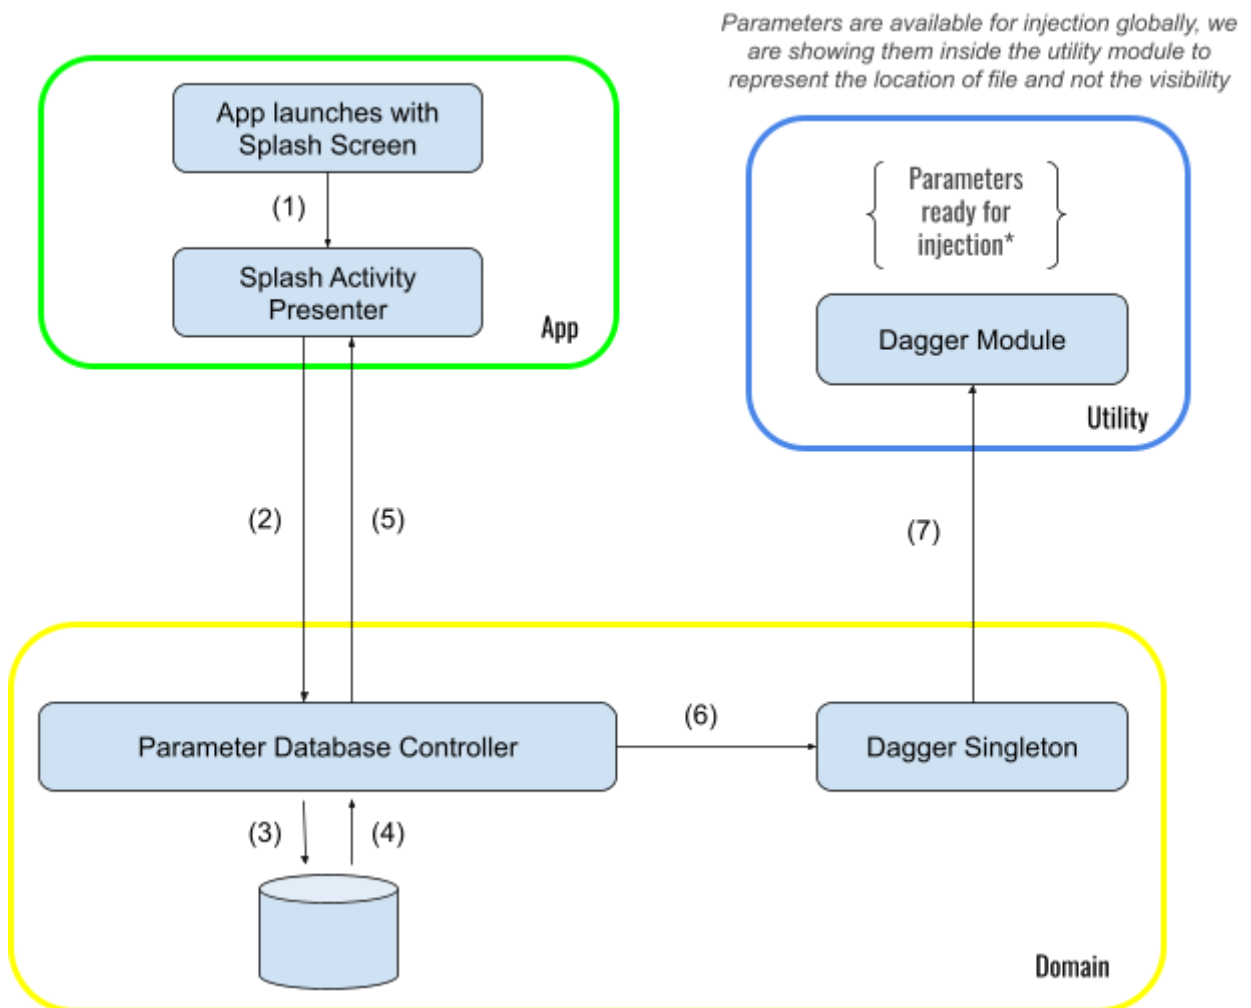 Parameters are available for injection globally, we
are showing them inside the utility module to
represent the location of file and not the visibility
App launches with
Splash Screen
(1)
Splash Activity
Presenter
App
Parameters
ready for
injection*
Dagger Module
Utility
(2)
(5)
(7)
Parameter Database Controller
(6)
Dagger Singleton
(3)
(4)
Domain